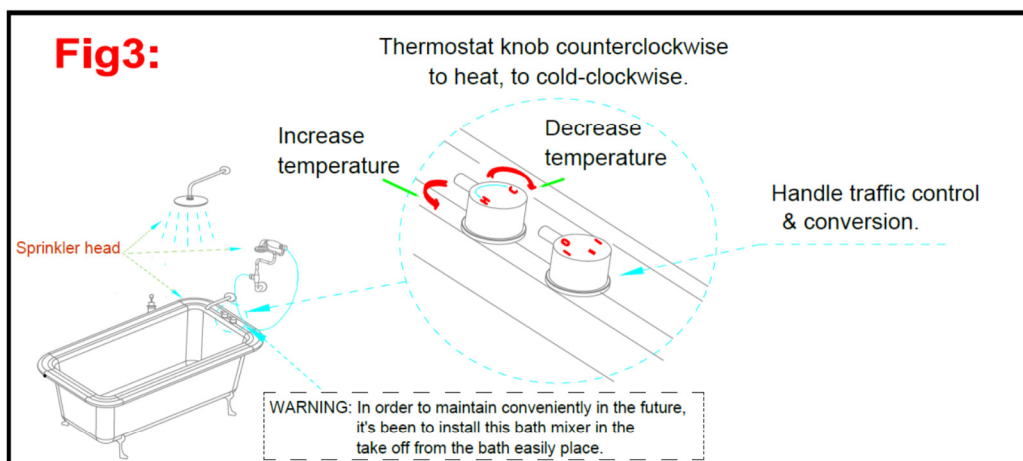 Fig3:
Thermostat knob counterclockwise
to heat, to cold-clockwise.
Increase
temperature
Decrease
temperature
Handle traffic control
& conversion.
Sprinkler head
H C
O I
I II
WARNING: In order to maintain conveniently in the future,
it's been to install this bath mixer in the
take off from the bath easily place.